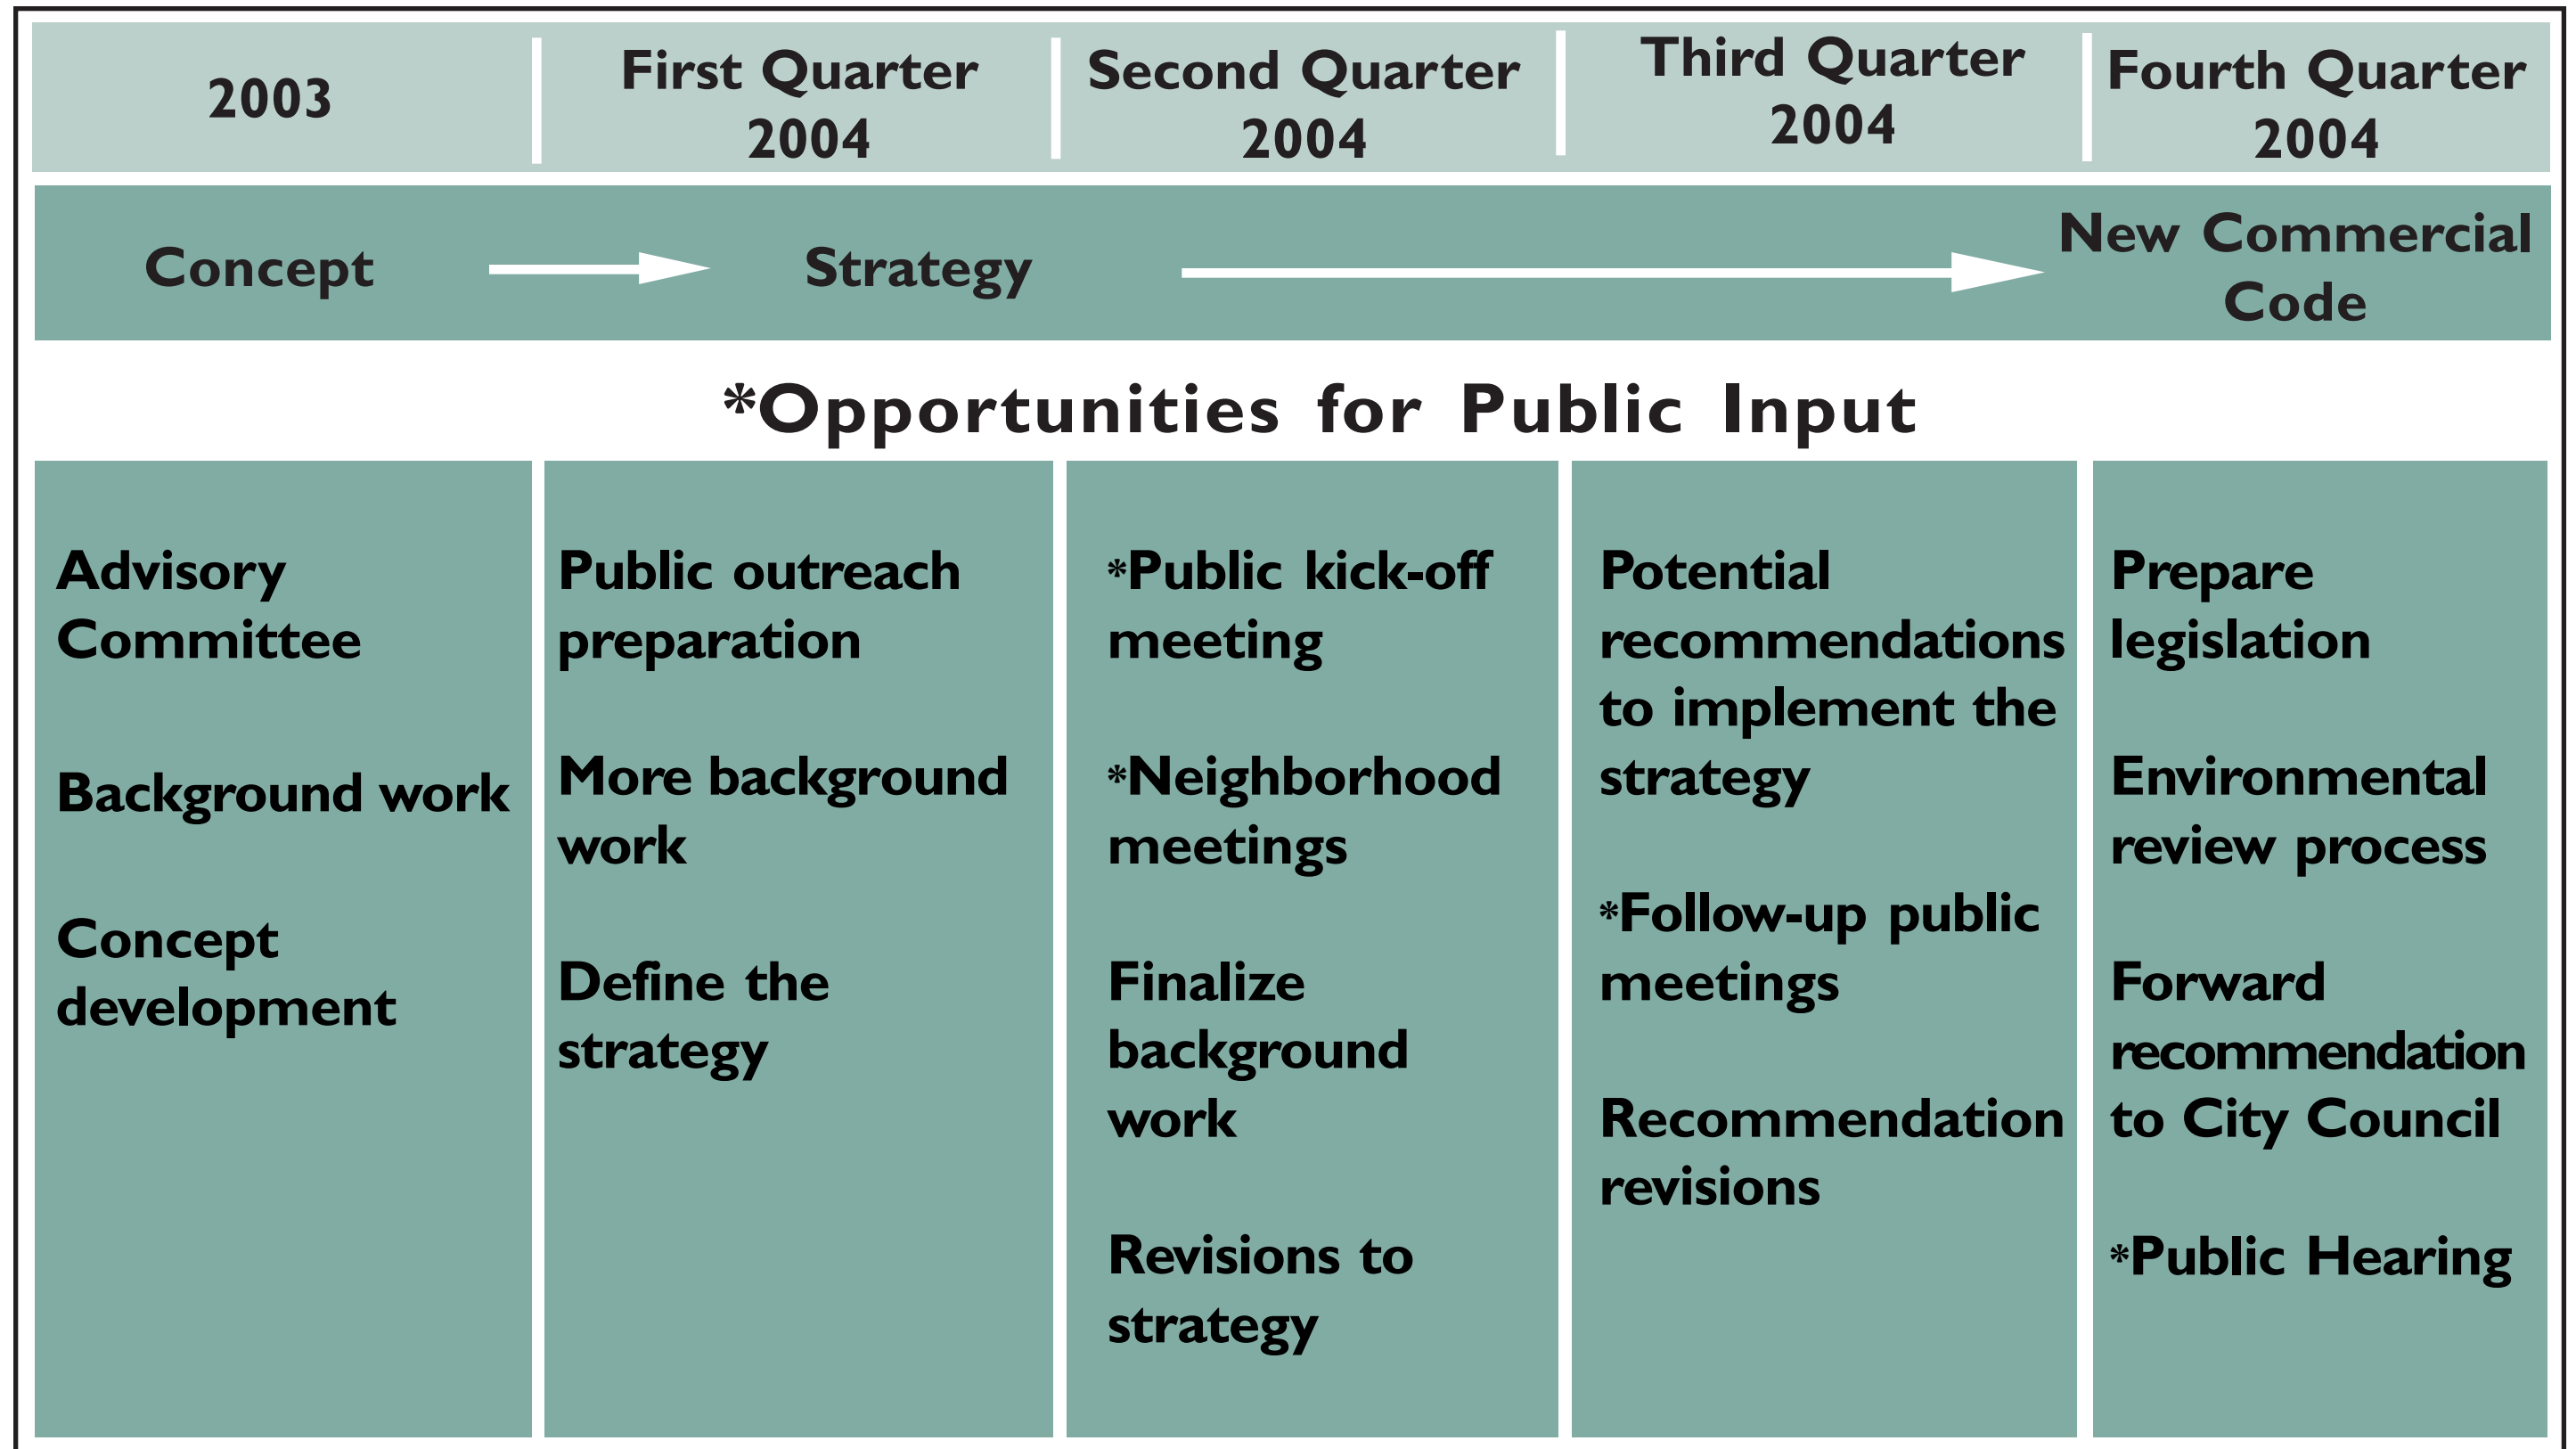 2003
First Quarter
2004
Second Quarter
2004
Third Quarter
2004
Fourth Quarter
2004
Concept
Strategy
New Commercial
Code
*Opportunities for Public Input
Advisory
Committee
Background work
Concept
development
Public outreach
preparation
More background
work
Define the
strategy
*Public kick-off
meeting
*Neighborhood
meetings
Finalize
background
work
Revisions to
strategy
Potential
recommendations
to implement the
strategy
*Follow-up public
meetings
Recommendation
revisions
Prepare
legislation
Environmental
review process
Forward
recommendation
to City Council
*Public Hearing